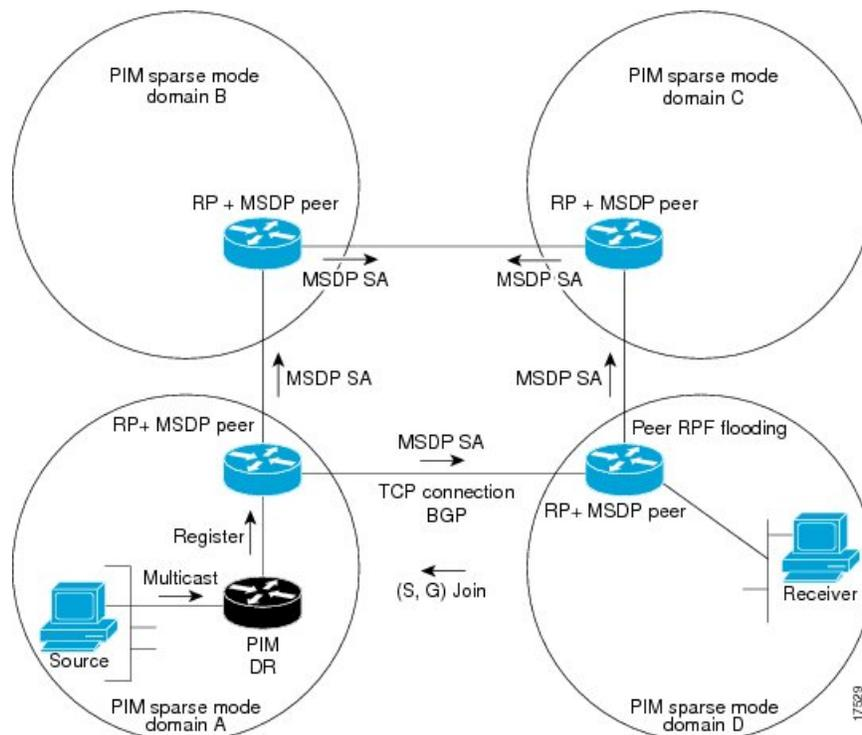 PIM sparse mode
domain B
PIM sparse mode
domain C
RP + MSDP peer
RP + MSDP peer
MSDP SA
MSDP SA
MSDP SA
MSDP SA
RP+ MSDP peer
MSDP SA
Peer RPF flooding
TCP connection
BGP
RP+ MSDP peer
Register
Multicast
(S, G) Join
Receiver
Source
PIM
DR
PIM sparse mode
domain A
PIM sparse mode
domain D
17529